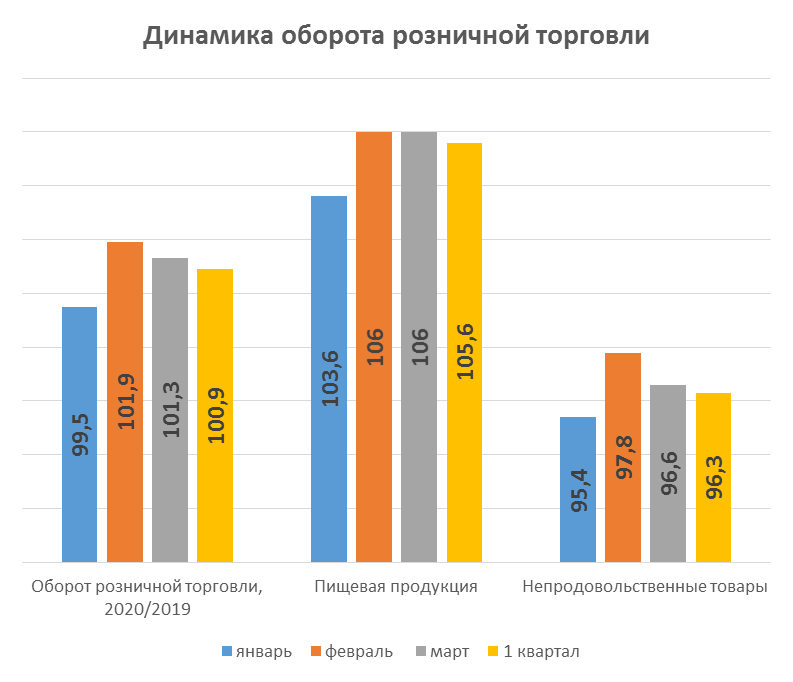 Динамика оборота розничной торговли
99,5
101,9
101,3
100,9
103,6
106
106
105,6
95,4
97,8
96,6
96,3
Оборот розничной торговли,
2020/2019
Пищевая продукция
Непродовольственные товары
январь
февраль
март
1 квартал